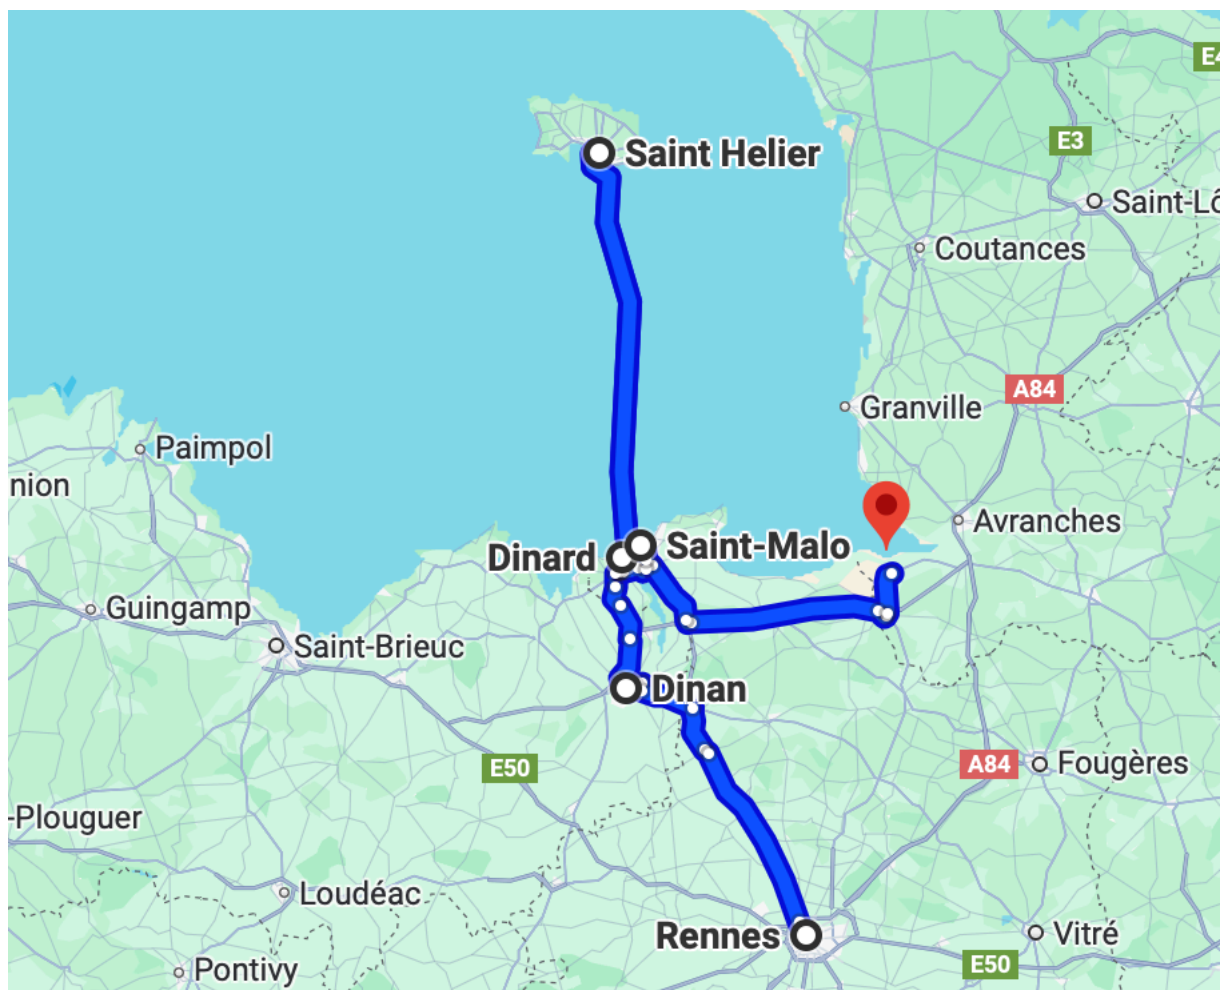 E4
E3
Saint Helier
Saint-Lô
Coutances
A84
Granville
Paimpol
nion
Avranches
Dinard
Saint-Malo
Guingamp
Saint-Brieuc
Dinan
E50
A84
Fougères
-Plouguer
Loudéac
Rennes
Vitré
E50
Pontivy